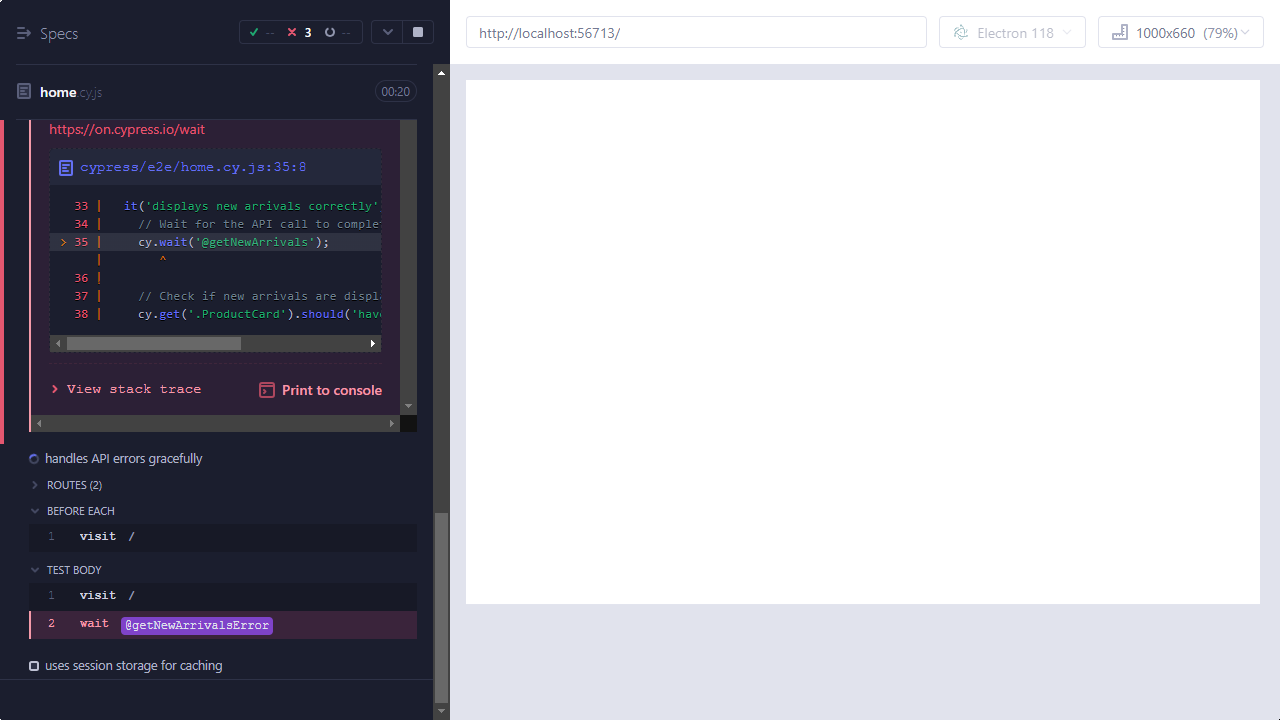 Specs
-- 3 --
http://localhost:56713/
Electron 118
1000x660 (79%)
home.cy.js
00:20
https://on.cypress.io/wait
cypress/e2e/home.cy.js:35:8
33 | it('displays new arrivals correctly'
34 | // Wait for the API call to complet
> 35 | cy.wait('@getNewArrivals');
| ^
36 |
37 | // Check if new arrivals are displa
38 | cy.get('.ProductCard').should('hav
View stack trace
Print to console
handles API errors gracefully
ROUTES (2)
BEFORE EACH
1 visit /
TEST BODY
1 visit /
2 wait @getNewArrivalsError
uses session storage for caching